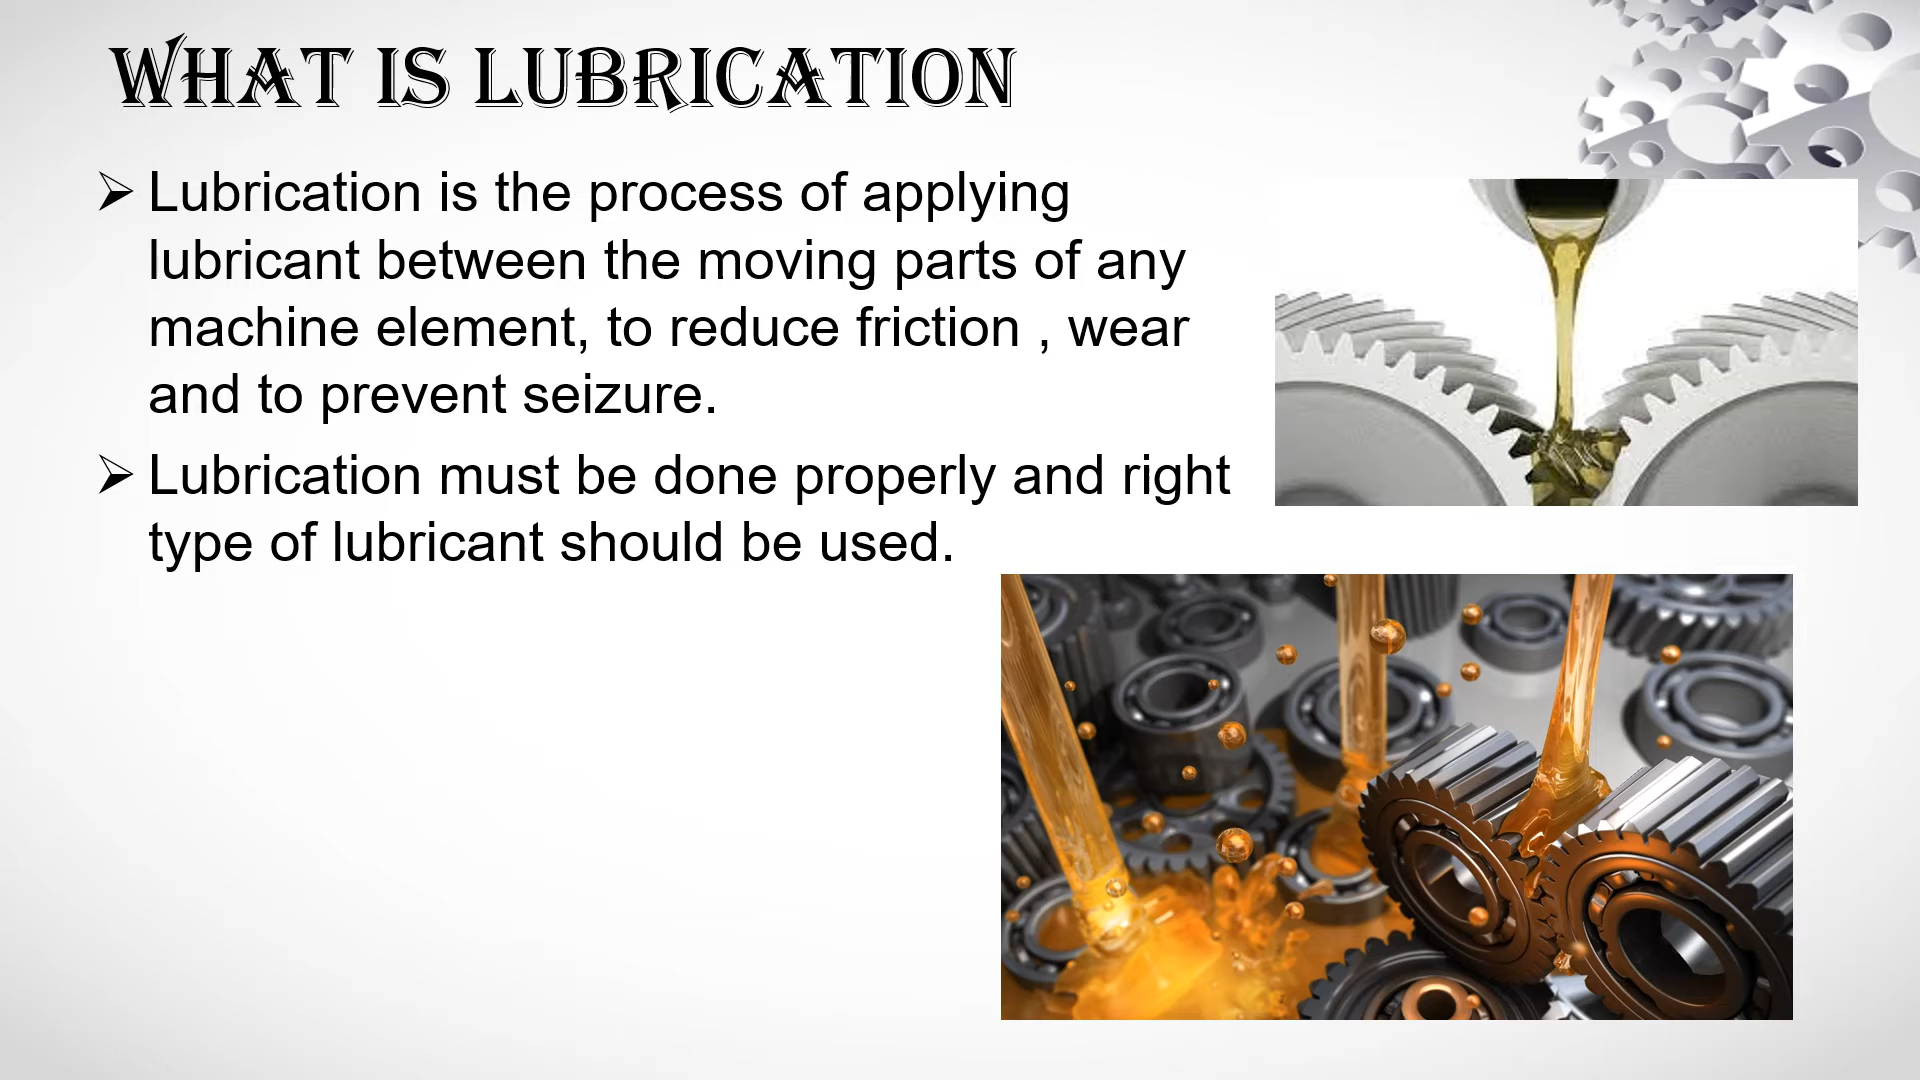 WHAT IS LUBRICATION
➢ Lubrication is the process of applying
lubricant between the moving parts of any
machine element, to reduce friction , wear
and to prevent seizure.
➢ Lubrication must be done properly and right
type of lubricant should be used.